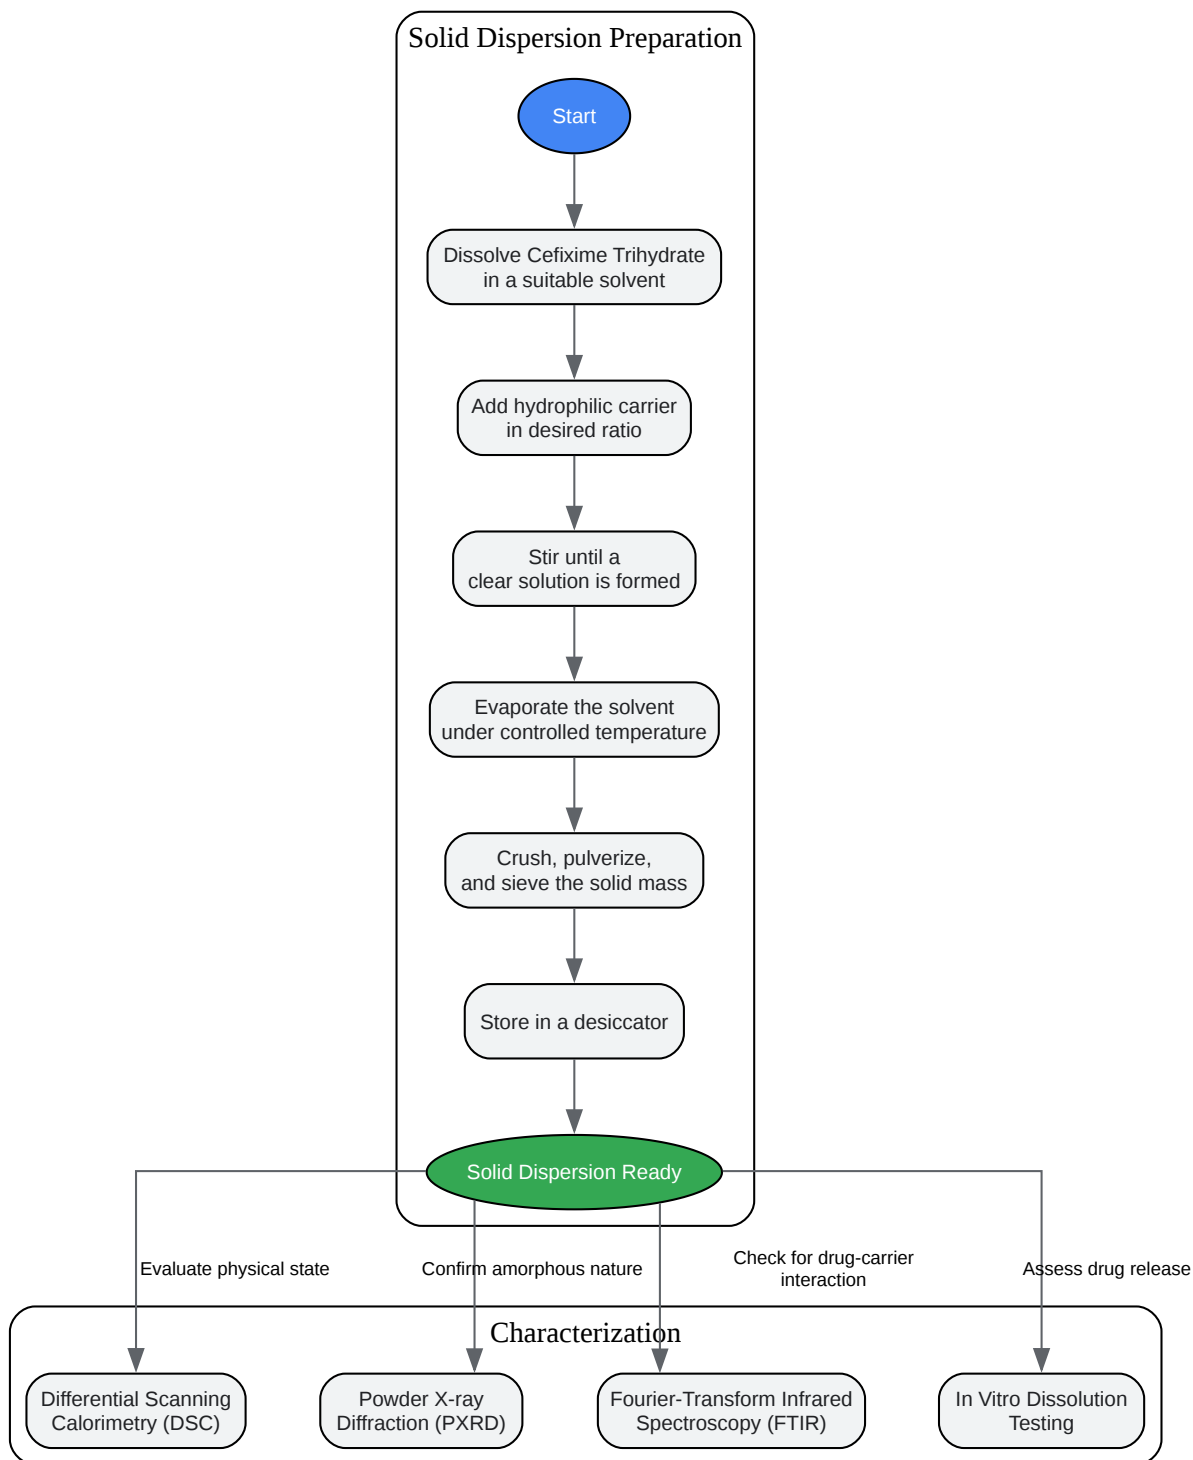 Solid Dispersion Preparation
Start
Dissolve Cefixime Trihydrate
in a suitable solvent
Add hydrophilic carrier
in desired ratio
Stir until a
clear solution is formed
Evaporate the solvent
under controlled temperature
Crush, pulverize,
and sieve the solid mass
Store in a desiccator
Solid Dispersion Ready
Evaluate physical state
Confirm amorphous nature
Check for drug-carrier
interaction
Assess drug release
Characterization
Differential Scanning
Calorimetry (DSC)
Powder X-ray
Diffraction (PXRD)
Fourier-Transform Infrared
Spectroscopy (FTIR)
In Vitro Dissolution
Testing